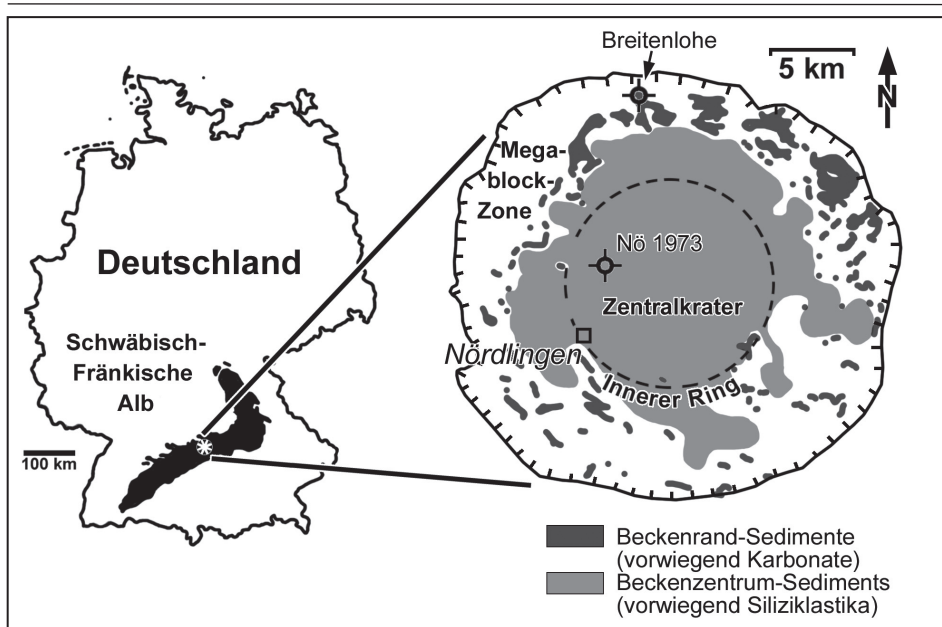 Deutschland
Schwäbisch-
Fränkische
Alb
100 km
Breitenlohe
5 km
N
Mega-
block-
Zone
Nö 1973
Zentralkrater
Nördlingen
Innerer Ring
Beckenrand-Sedimente
(vorwiegend Karbonate)
Beckenzentrum-Sediments
(vorwiegend Siliziklastika)